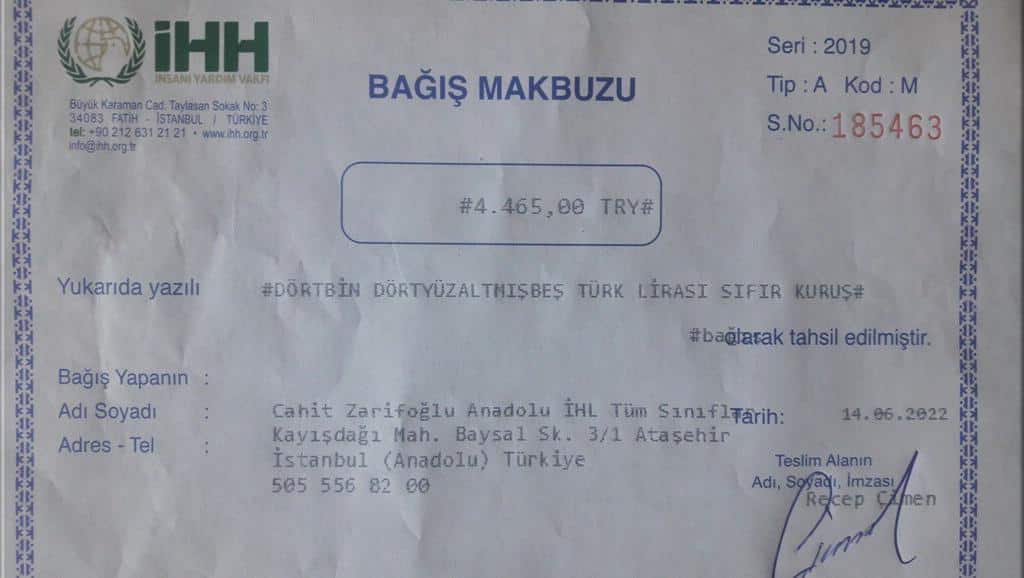 İHH
İNSANİ YARDIM VAKFI
Büyük Karaman Cad. Taylasan Sokak No: 3
34083 FATİH - İSTANBUL / TÜRKİYE
tel: +90 212 631 21 21 • www.ihh.org.tr
info@ihh.org.tr
BAĞIŞ MAKBUZU
Seri : 2019
Tip : A Kod : M
S.No.: 185463
#4.465,00 TRY#
Yukarıda yazılı #DÖRTBİN DÖRTYÜZALTMIŞBEŞ TÜRK LİRASI SIFIR KURUŞ#
olarak tahsil edilmiştir.
Bağış Yapanın :
Adı Soyadı : Cahit Zarifoğlu Anadolu İHL Tüm Sınıfları
Tarih: 14.06.2022
Adres - Tel : Kayışdağı Mah. Baysal Sk. 3/1 Ataşehir
İstanbul (Anadolu) Türkiye
505 556 82 00
Teslim Alanın
Adı, Soyadı, İmzası
Recep Çimen